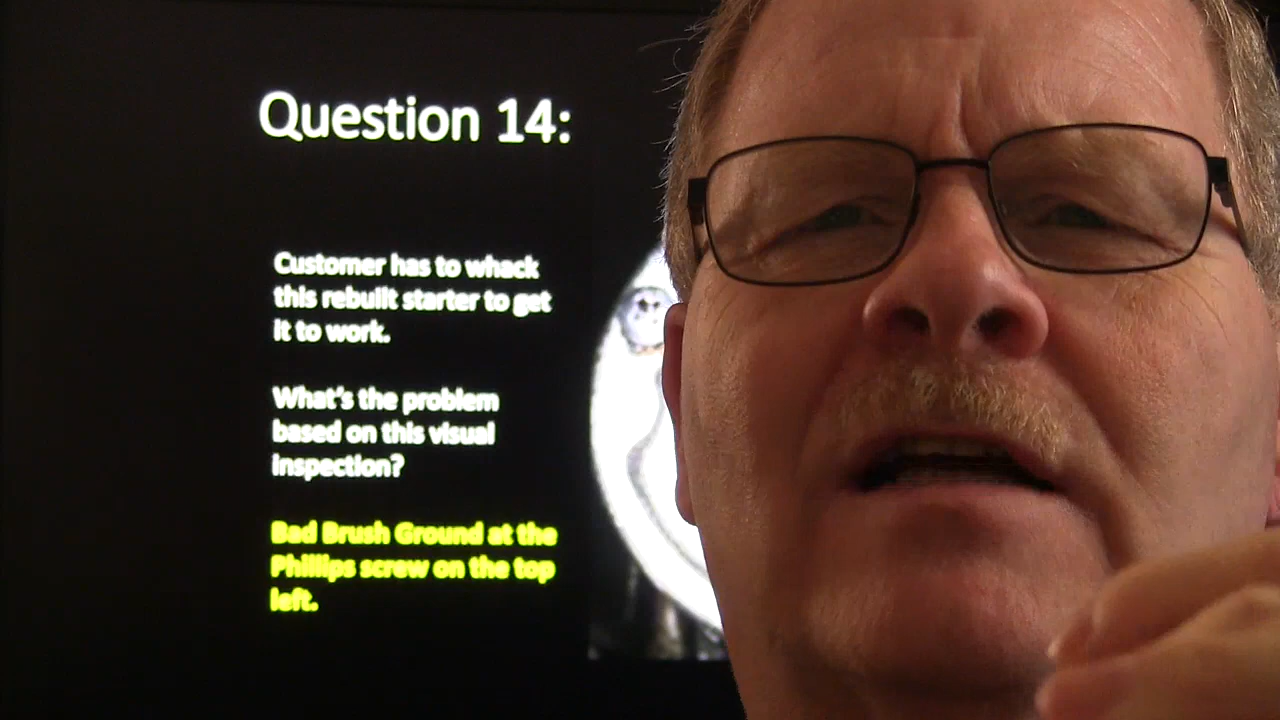 Question 14:
Customer has to whack
this rebuilt starter to get
it to work.
What's the problem
based on this visual
inspection?
Bad Brush Ground at the
Phillips screw on the top
left.